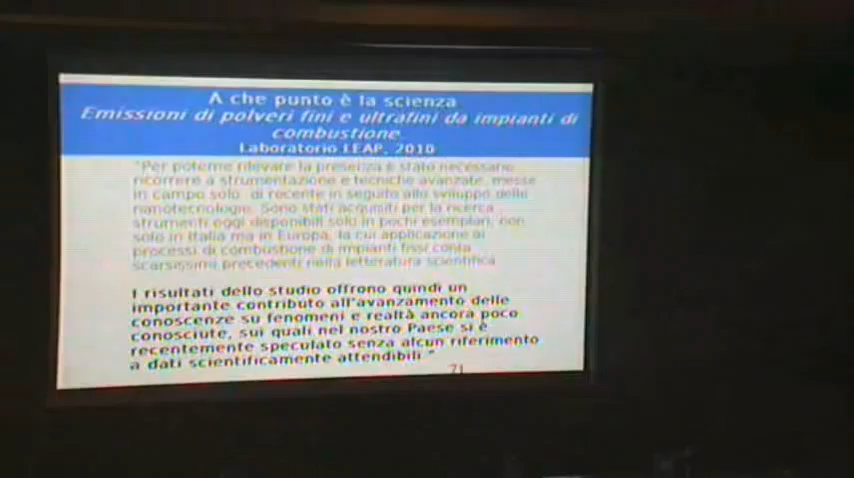 A che punto è la scienza
Emissioni di polveri fini e ultrafini da impianti di
combustione
Laboratorio LEAP, 2010
"Per poterne rilevare la presenza è stato necessario
ricorrere a strumentazione e tecniche avanzate, messe
in campo solo di recente in seguito allo sviluppo delle
nanotecnologie. Sono stati acquisiti per la ricerca
strumenti oggi disponibili solo in pochi esemplari, non
solo in Italia ma in Europa, la cui applicazione ai
processi di combustione di impianti fissi conta
scarsissimi precedenti nella letteratura scientifica
I risultati dello studio offrono quindi un
importante contributo all'avanzamento delle
conoscenze su fenomeni e realtà ancora poco
conosciute, sui quali nel nostro Paese si è
recentemente speculato senza alcun riferimento
a dati scientificamente attendibili."
71